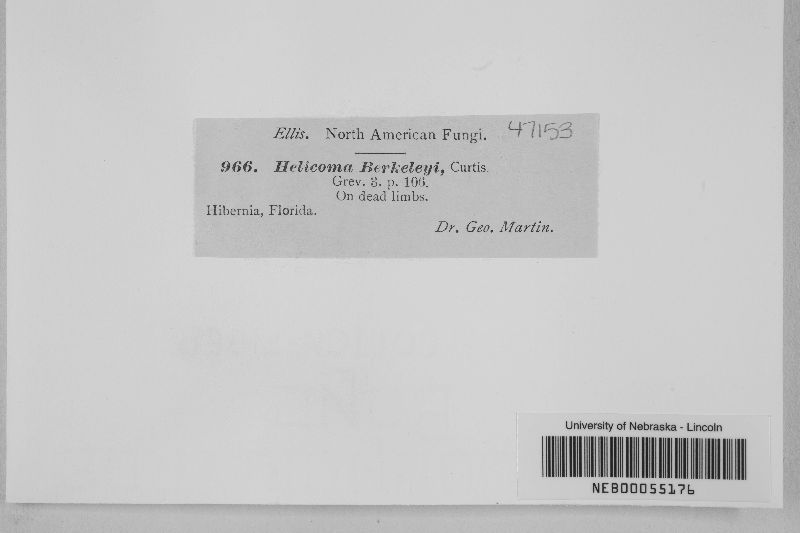 Ellis. North American Fungi. 47153
966. Helicoma Berkeleyi, Curtis.
Grev. 3. p. 106.
On dead limbs.
Hibernia, Florida.
Dr. Geo. Martin.
University of Nebraska - Lincoln
NEB00055176